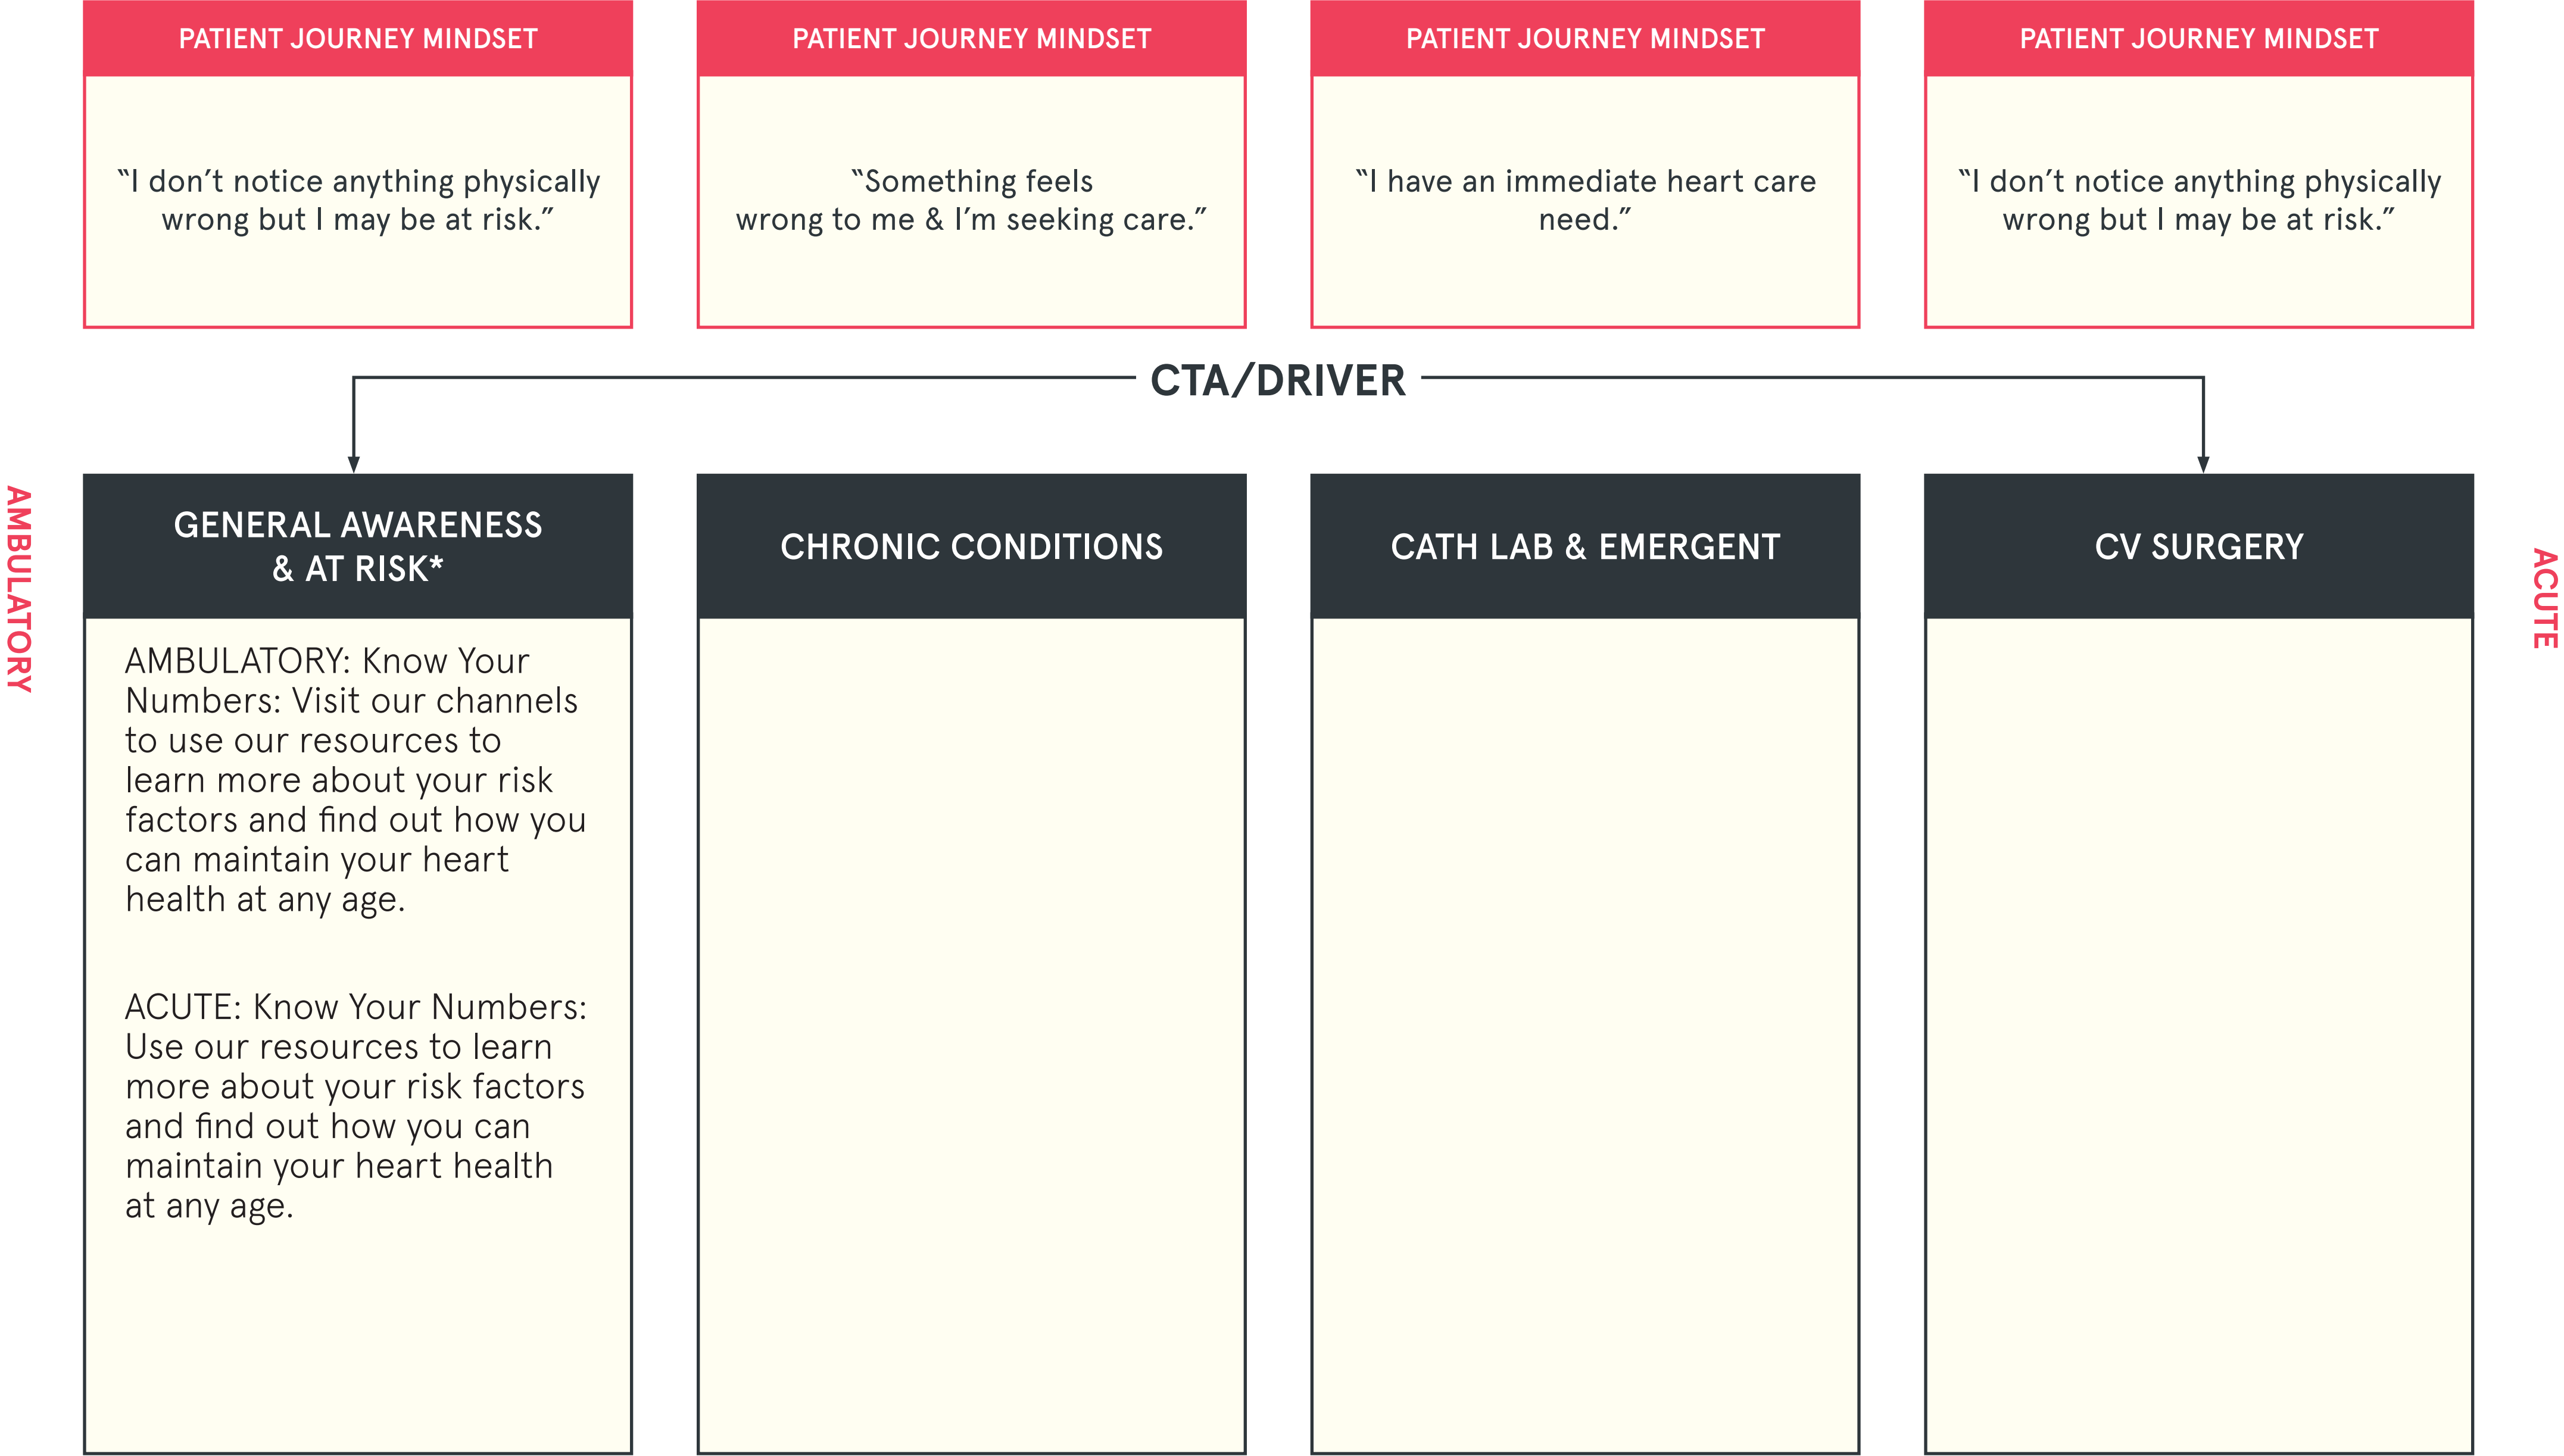 PATIENT JOURNEY MINDSET
“I don’t notice anything physically
wrong but I may be at risk.”
PATIENT JOURNEY MINDSET
“Something feels
wrong to me & I’m seeking care.”
PATIENT JOURNEY MINDSET
“I have an immediate heart care
need.”
PATIENT JOURNEY MINDSET
“I don’t notice anything physically
wrong but I may be at risk.”
CTA/DRIVER
AMBULATORY
GENERAL AWARENESS
& AT RISK*
AMBULATORY: Know Your
Numbers: Visit our channels
to use our resources to
learn more about your risk
factors and find out how you
can maintain your heart
health at any age.
ACUTE: Know Your Numbers:
Use our resources to learn
more about your risk factors
and find out how you can
maintain your heart health
at any age.
CHRONIC CONDITIONS
CATH LAB & EMERGENT
CV SURGERY
ACUTE